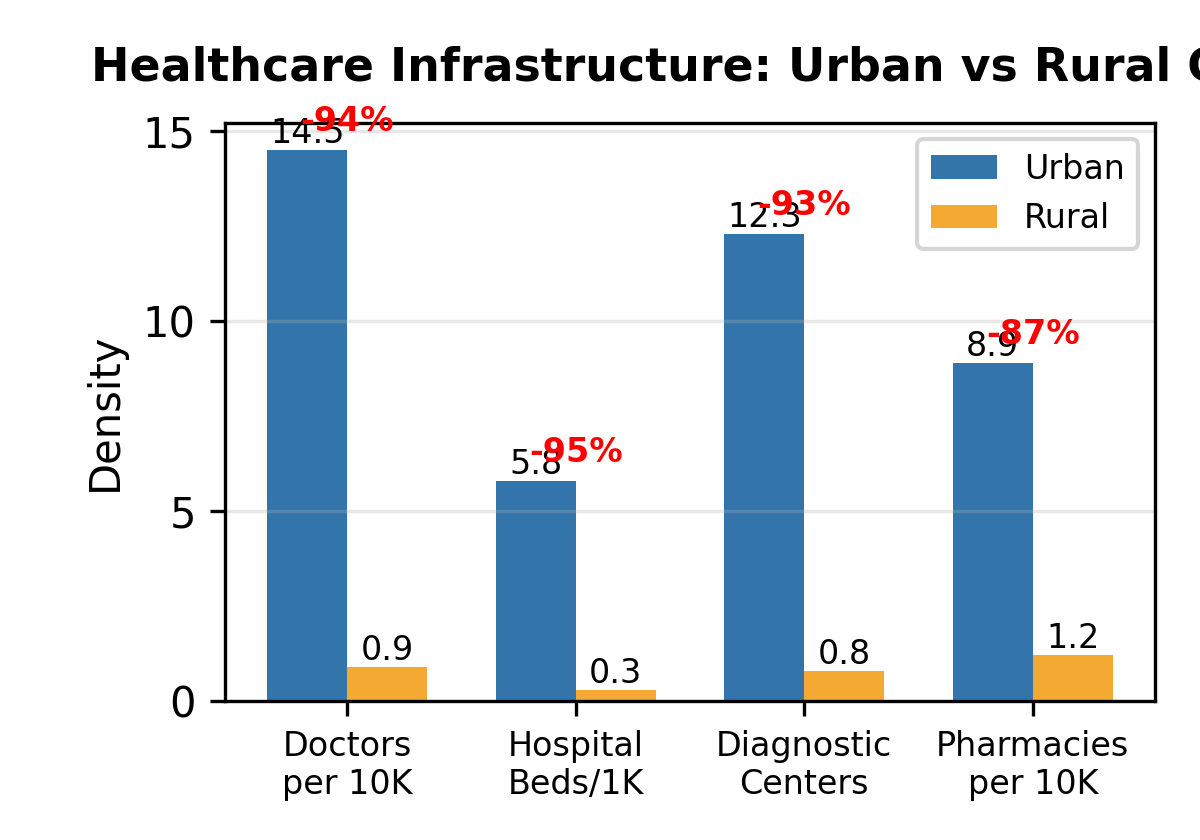 Healthcare Infrastructure: Urban vs Rural
-94%
15
14.5
Urban
-93%
12.3
Rural
10
-87%
8.9
Density
-95%
5.8
5
0.9
0.3
0.8
1.2
0
Doctors
per 10K
Hospital
Beds/1K
Diagnostic
Centers
Pharmacies
per 10K